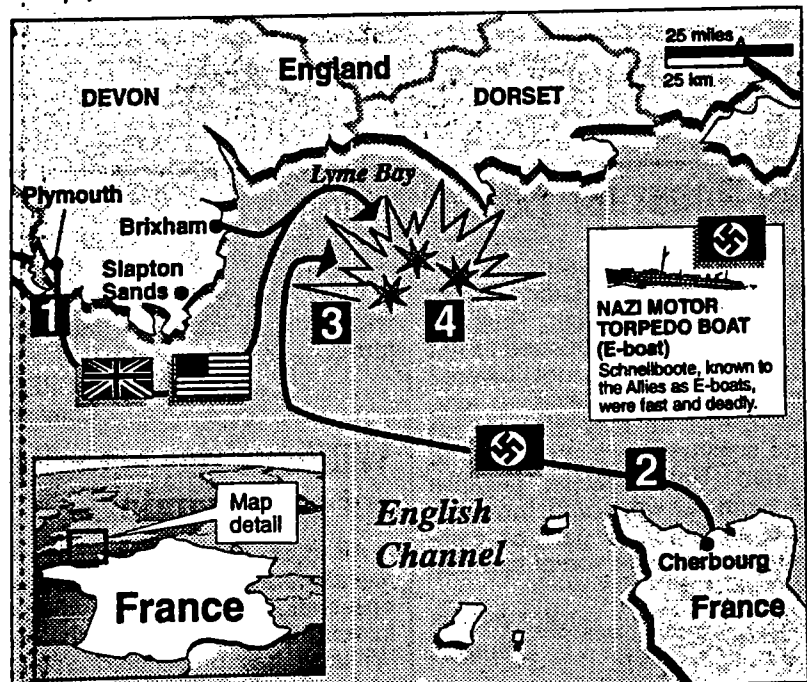 25 miles
25 km
England
DEVON
DORSET
Lyme Bay
Plymouth
Brixham
Slapton
Sands
1
3
4
NAZI MOTOR
TORPEDO BOAT
(E-boat)
Schnellboote, known to
the Allies as E-boats,
were fast and deadly.
2
English
Channel
Cherbourg
France
Map
detail
France